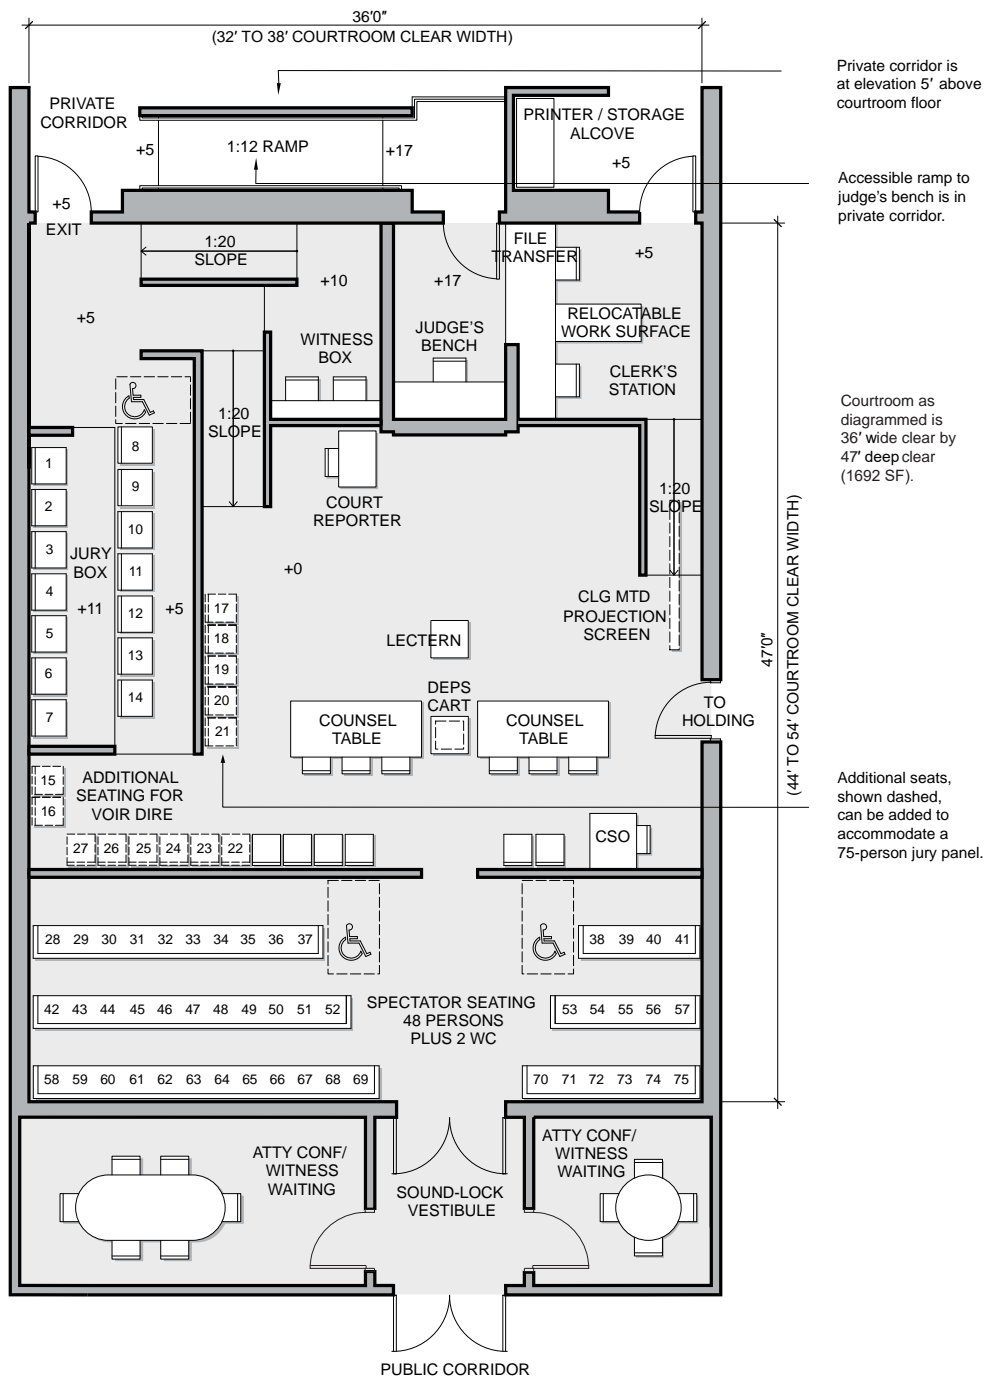 36′0″
(32′ TO 38′ COURTROOM CLEAR WIDTH)
Private corridor is
at elevation 5′ above
courtroom floor
PRIVATE
CORRIDOR
PRINTER / STORAGE
ALCOVE
+5
1:12 RAMP
+17
+5
Accessible ramp to
judge's bench is in
private corridor.
+5
EXIT
1:20
SLOPE
FILE
TRANSFER
+5
+10
+17
+5
RELOCATABLE
WORK SURFACE
WITNESS
BOX
JUDGE'S
BENCH
CLERK'S
STATION
1:20
SLOPE
Courtroom as
diagrammed is
36′ wide clear by
47′ deep clear
(1692 SF).
8
1
9
2
10
3
11
4
12
5
13
6
14
7
JURY
BOX
+11
+5
COURT
REPORTER
1:20
SLOPE
+0
17
18
19
20
21
CLG MTD
PROJECTION
SCREEN
LECTERN
DEPS
CART
COUNSEL
TABLE
COUNSEL
TABLE
TO
HOLDING
47′0″
(44′ TO 54′ COURTROOM CLEAR WIDTH)
15
16
ADDITIONAL
SEATING FOR
VOIR DIRE
Additional seats,
shown dashed,
can be added to
accommodate a
75-person jury panel.
27 26 25 24 23 22
CSO
28 29 30 31 32 33 34 35 36 37
38 39 40 41
42 43 44 45 46 47 48 49 50 51 52
SPECTATOR SEATING
48 PERSONS
PLUS 2 WC
53 54 55 56 57
58 59 60 61 62 63 64 65 66 67 68 69
70 71 72 73 74 75
ATTY CONF/
WITNESS
WAITING
ATTY CONF/
WITNESS
WAITING
SOUND-LOCK
VESTIBULE
PUBLIC CORRIDOR